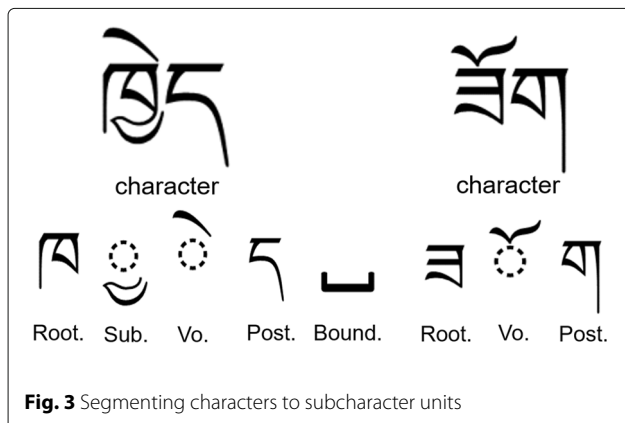 ཁྱེད ཟོག
character character
ཁ ྱ ེ ད ␣ ཟ ོ ག
Root. Sub. Vo. Post. Bound. Root. Vo. Post.
Fig. 3 Segmenting characters to subcharacter units